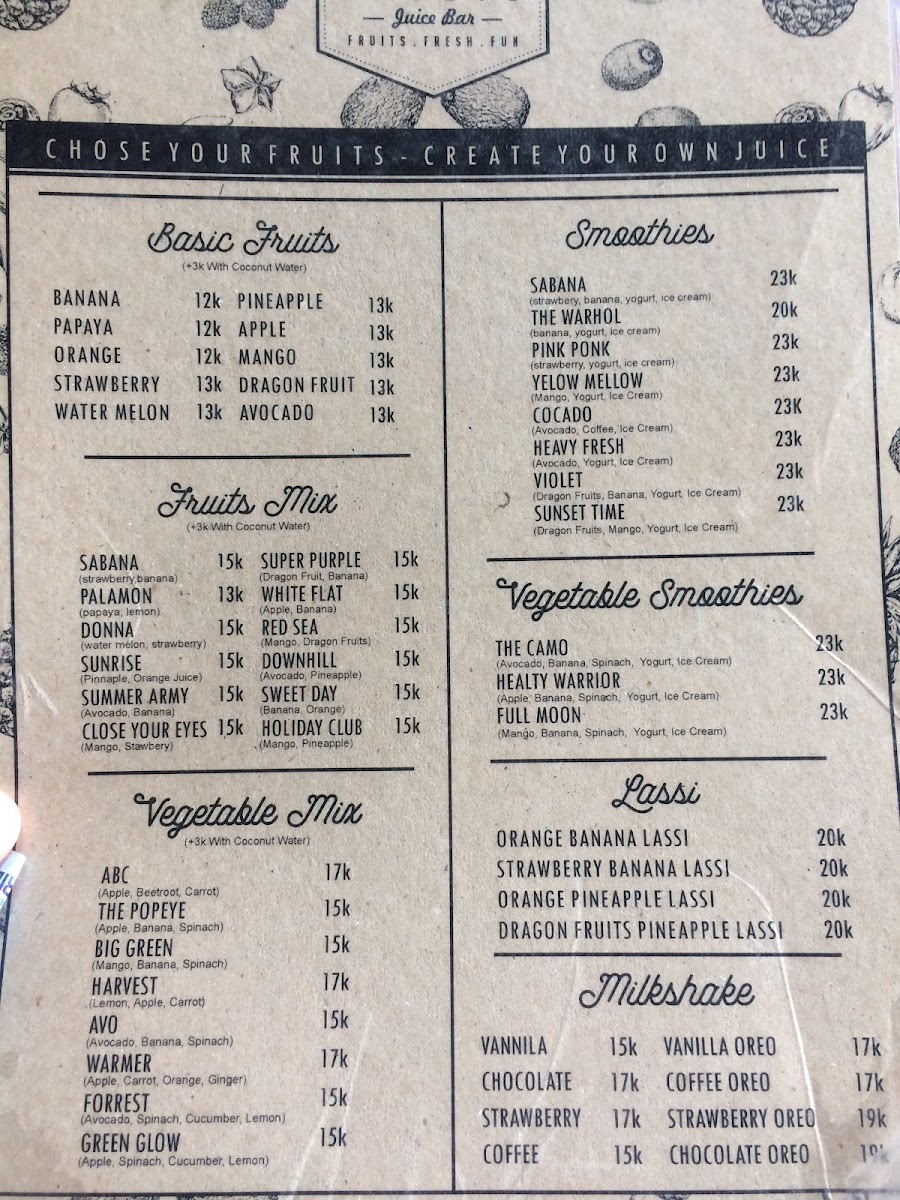 Juice Bar
FRUITS . FRESH . FUN
CHOSE YOUR FRUITS - CREATE YOUR OWN JUICE
Basic Fruits
(+3k With Coconut Water)
BANANA 12k PINEAPPLE 13k
PAPAYA 12k APPLE 13k
ORANGE 12k MANGO 13k
STRAWBERRY 13k DRAGON FRUIT 13k
WATER MELON 13k AVOCADO 13k
Fruits Mix
(+3k With Coconut Water)
SABANA 15k
(strawberry,banana)
PALAMON 13k
(papaya, lemon)
DONNA 15k
(water melon, strawberry)
SUNRISE 15k
(Pinnaple, Orange Juice)
SUMMER ARMY 15k
(Avocado, Banana)
CLOSE YOUR EYES 15k
(Mango, Stawbery)
SUPER PURPLE 15k
(Dragon Fruit, Banana)
WHITE FLAT 15k
(Apple, Banana)
RED SEA 15k
(Mango, Dragon Fruits)
DOWNHILL 15k
(Avocado, Pineapple)
SWEET DAY 15k
(Banana, Orange)
HOLIDAY CLUB 15k
(Mango, Pineapple)
Vegetable Mix
(+3k With Coconut Water)
ABC 17k
(Apple, Beetroot, Carrot)
THE POPEYE 15k
(Apple, Banana, Spinach)
BIG GREEN 15k
(Mango, Banana, Spinach)
HARVEST 17k
(Lemon, Apple, Carrot)
AVO 15k
(Avocado, Banana, Spinach)
WARMER 17k
(Apple, Carrot, Orange, Ginger)
FORREST 15k
(Avocado, Spinach, Cucumber, Lemon)
GREEN GLOW 15k
(Apple, Spinach, Cucumber, Lemon)
Smoothies
SABANA 23k
(strawbery, banana, yogurt, ice cream)
THE WARHOL 20k
(banana, yogurt, ice cream)
PINK PONK 23k
(strawberry, yogurt, ice cream)
YELOW MELLOW 23k
(Mango, Yogurt, Ice Cream)
COCADO 23K
(Avocado, Coffee, Ice Cream)
HEAVY FRESH 23k
(Avocado, Yogurt, Ice Cream)
VIOLET 23k
(Dragon Fruits, Banana, Yogurt, Ice Cream)
SUNSET TIME 23k
(Dragon Fruits, Mango, Yogurt, Ice Cream)
Vegetable Smoothies
THE CAMO 23k
(Avocado, Banana, Spinach, Yogurt, Ice Cream)
HEALTY WARRIOR 23k
(Apple, Banana, Spinach, Yogurt, Ice Cream)
FULL MOON 23k
(Mango, Banana, Spinach, Yogurt, Ice Cream)
Lassi
ORANGE BANANA LASSI 20k
STRAWBERRY BANANA LASSI 20k
ORANGE PINEAPPLE LASSI 20k
DRAGON FRUITS PINEAPPLE LASSI 20k
Milkshake
VANNILA 15k VANILLA OREO 17k
CHOCOLATE 17k COFFEE OREO 17k
STRAWBERRY 17k STRAWBERRY OREO 19k
COFFEE 15k CHOCOLATE OREO 19k